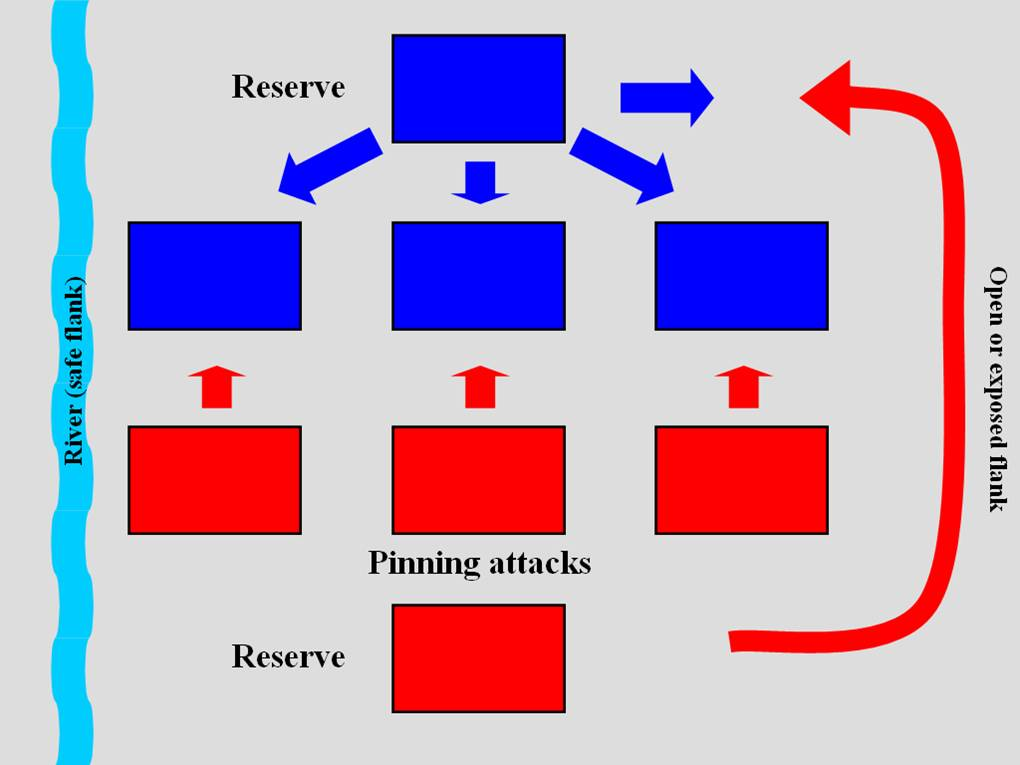 Reserve
River (safe flank)
Open or exposed flank
Pinning attacks
Reserve